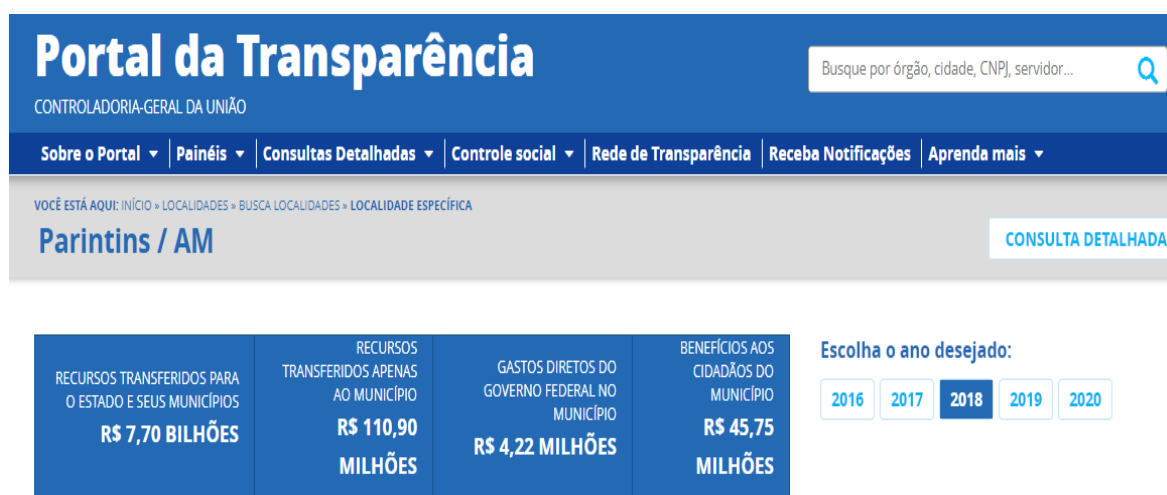 Portal da Transparência
CONTROLADORIA-GERAL DA UNIÃO
Busque por órgão, cidade, CNPJ, servidor...
Sobre o Portal Painéis Consultas Detalhadas Controle social Rede de Transparência Receba Notificações Aprenda mais
VOCÊ ESTÁ AQUI: INÍCIO » LOCALIDADES » BUSCA LOCALIDADES » LOCALIDADE ESPECÍFICA
Parintins / AM
CONSULTA DETALHADA
RECURSOS TRANSFERIDOS PARA
O ESTADO E SEUS MUNICÍPIOS
R$ 7,70 BILHÕES
RECURSOS
TRANSFERIDOS APENAS
AO MUNICÍPIO
R$ 110,90
MILHÕES
GASTOS DIRETOS DO
GOVERNO FEDERAL NO
MUNICÍPIO
R$ 4,22 MILHÕES
BENEFÍCIOS AOS
CIDADÃOS DO
MUNICÍPIO
R$ 45,75
MILHÕES
Escolha o ano desejado:
2016 2017 2018 2019 2020